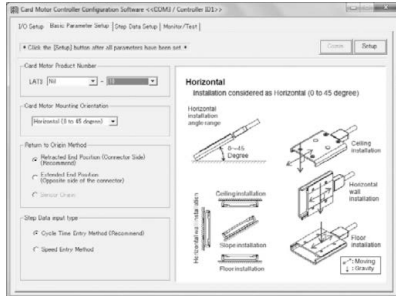 Card Motor Controller Configuration Software <<COM3 / Controller ID1>>
I/O Setup
Basic Parameter Setup
Step Data Setup
Monitor/Test
* Click the [Setup] button after all parameters have been set *
Setup
Card Motor Product Number
LAT3
-
Card Motor Mounting Orientation
Horizontal (0 to 45 degree)
Return to Origin Method
Retracted End Position (Connector Side)
(Recommend)
Extended End Position
(Opposite side of the connector)
Sensor Origin
Step Data input type
Cycle Time Entry Method (Recommend)
Speed Entry Method
Horizontal
Installation considered as Horizontal (0 to 45 degree)
Horizontal
installation
angle range
0~45
Degree
Ceiling
installation
Horizontal
wall
installation
Floor
installation
Horizontal wall installation
Ceiling installation
Slope installation
Floor installation
: Moving
: Gravity